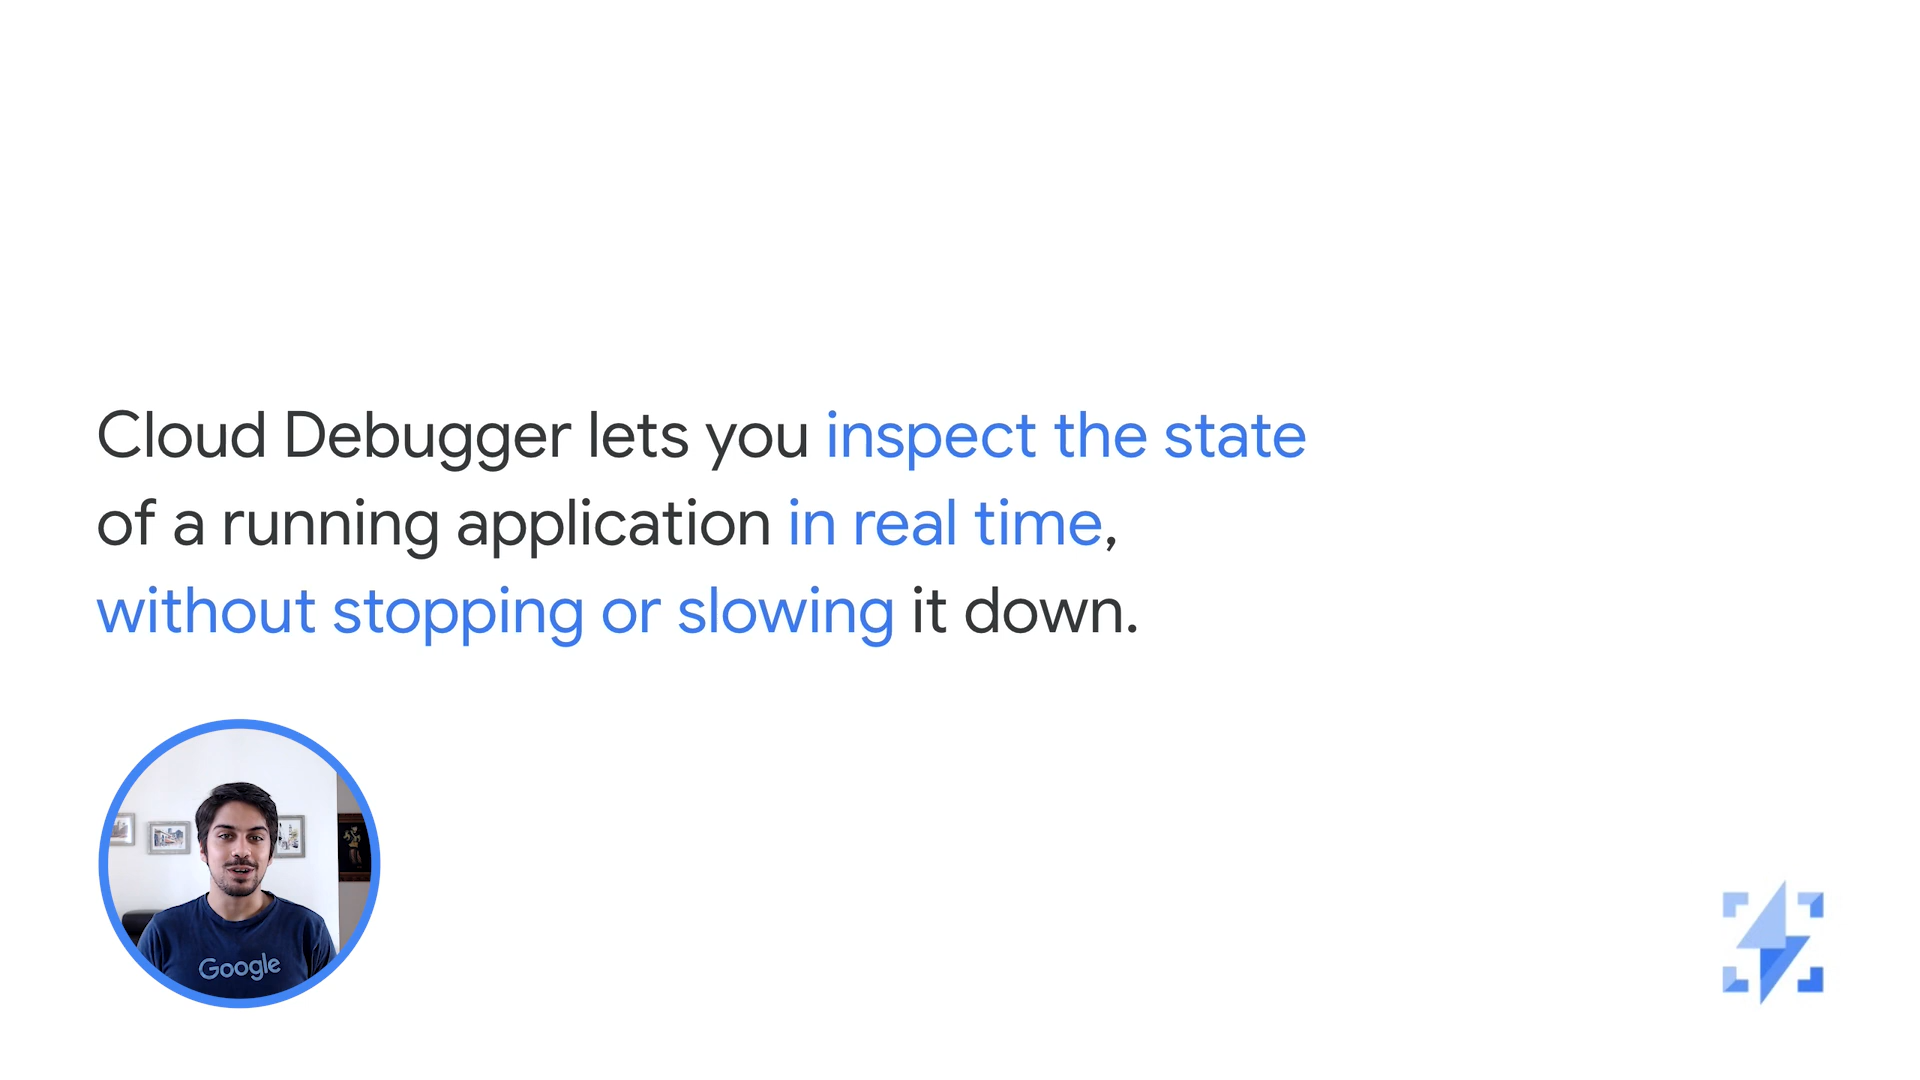 Cloud Debugger lets you inspect the state
of a running application in real time,
without stopping or slowing it down.
Google